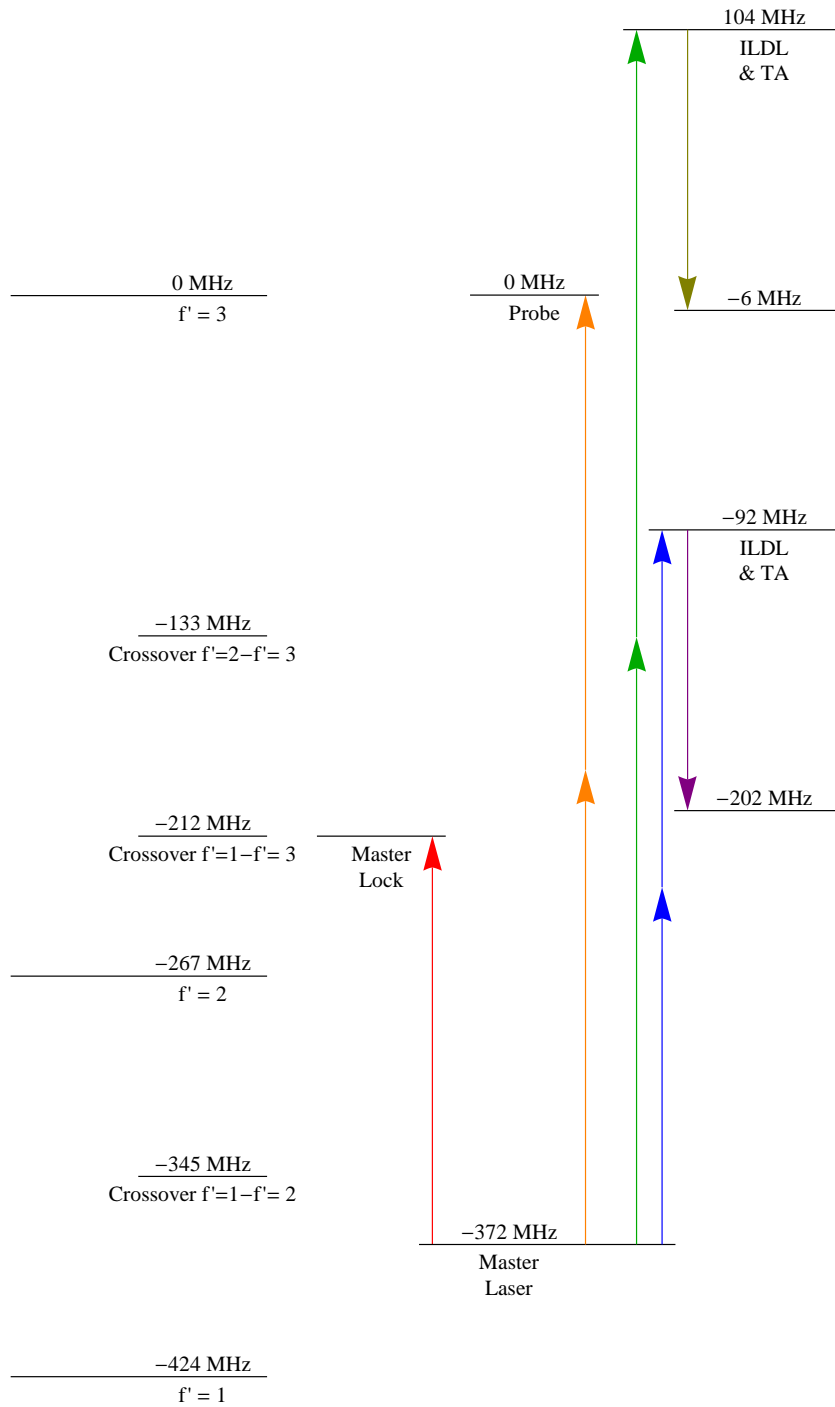 104 MHz
ILDL
& TA
0 MHz
f' = 3
0 MHz
Probe
−6 MHz
−92 MHz
ILDL
& TA
−133 MHz
Crossover f'=2−f'= 3
−202 MHz
−212 MHz
Crossover f'=1−f'= 3
Master
Lock
−267 MHz
f' = 2
−345 MHz
Crossover f'=1−f'= 2
−372 MHz
Master
Laser
−424 MHz
f' = 1